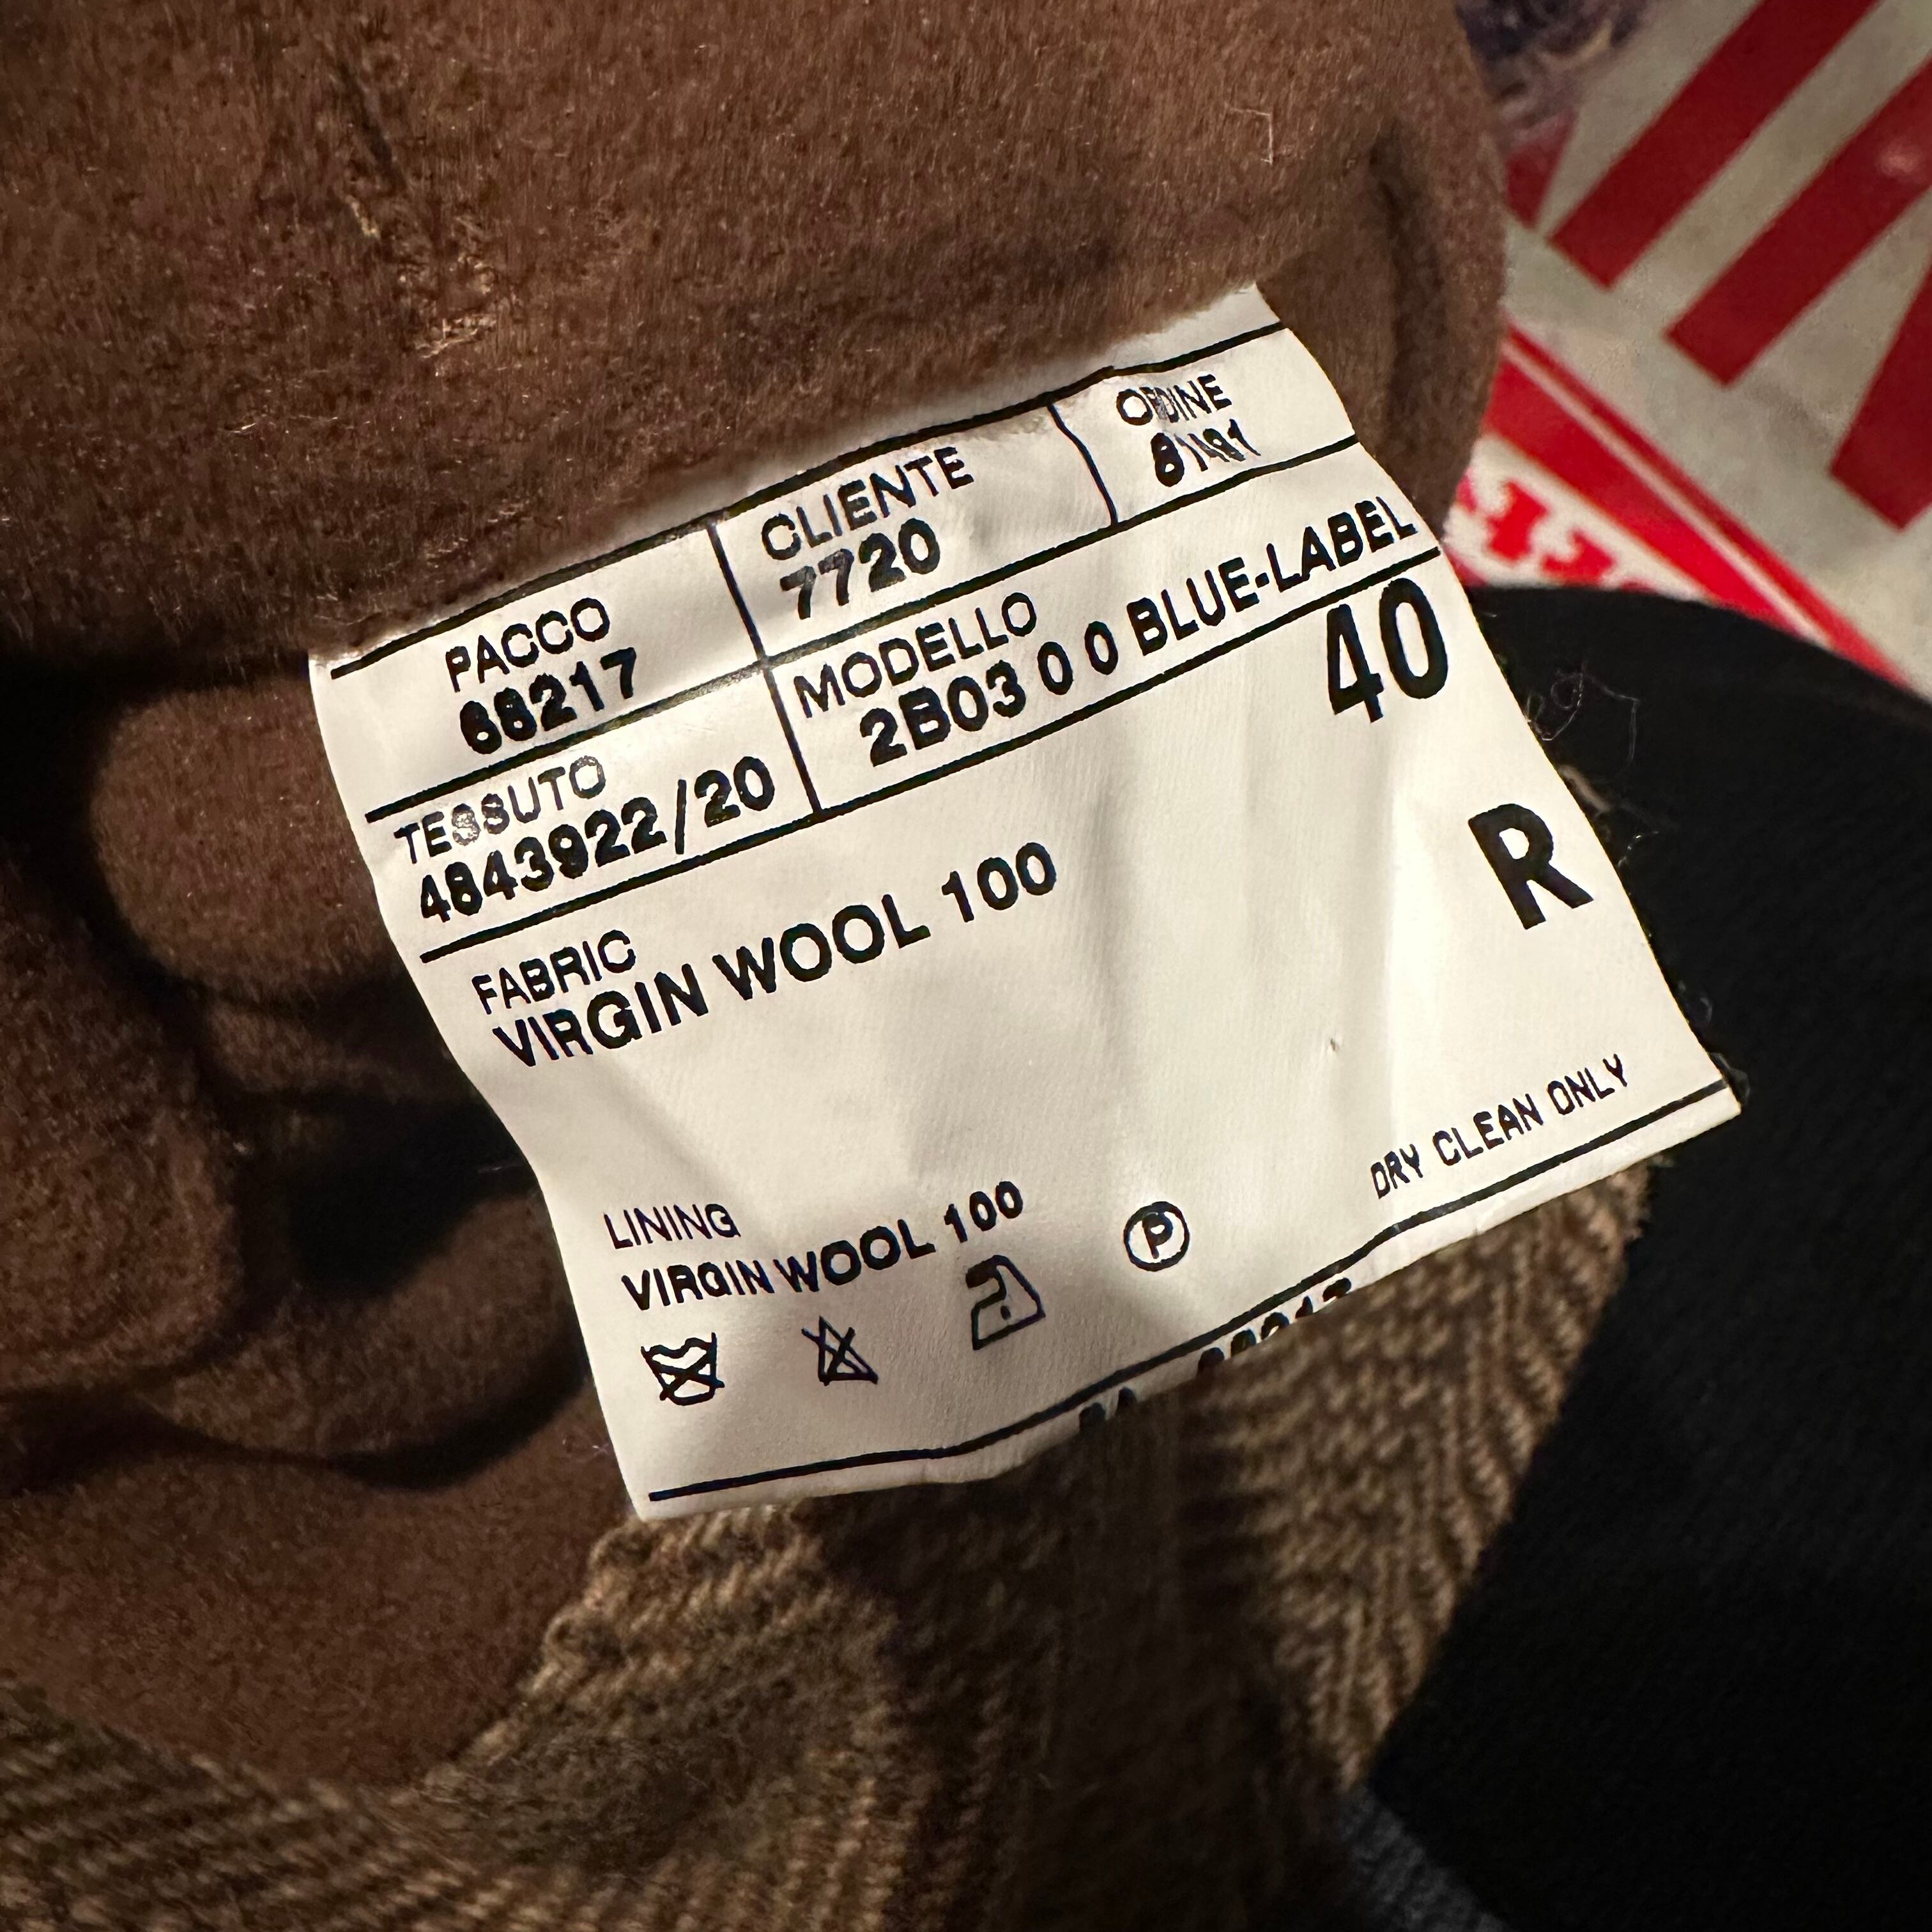 CLIENTE
7720
ORDINE
PACCO
68217
MODELLO
2B03 0 0 BLUE-LABEL
TESSUTO
4843922/20
40
R
FABRIC
VIRGIN WOOL 100
LINING
VIRGIN WOOL 100
P
DRY CLEAN ONLY